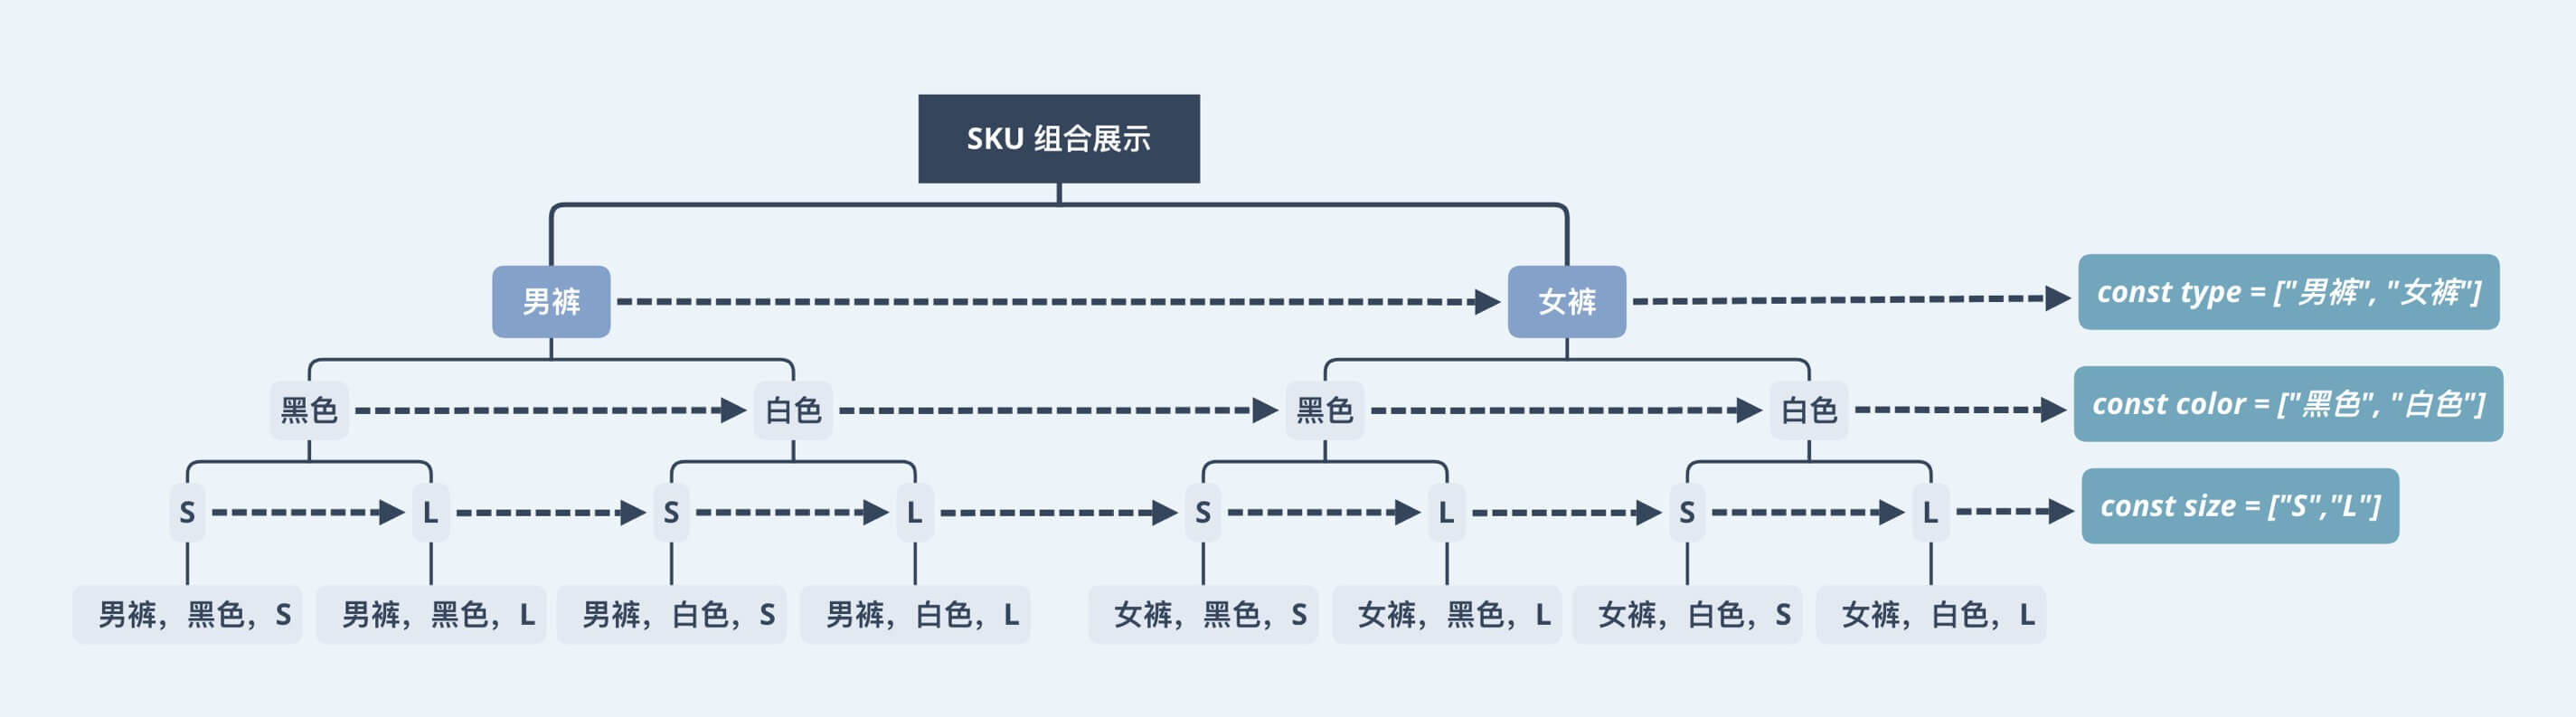 SKU 组合展示
男裤
女裤
const type = ["男裤", "女裤"]
黑色
白色
黑色
白色
const color = ["黑色", "白色"]
S
L
S
L
S
L
S
L
const size = ["S","L"]
男裤，黑色，S
男裤，黑色，L
男裤，白色，S
男裤，白色，L
女裤，黑色，S
女裤，黑色，L
女裤，白色，S
女裤，白色，L